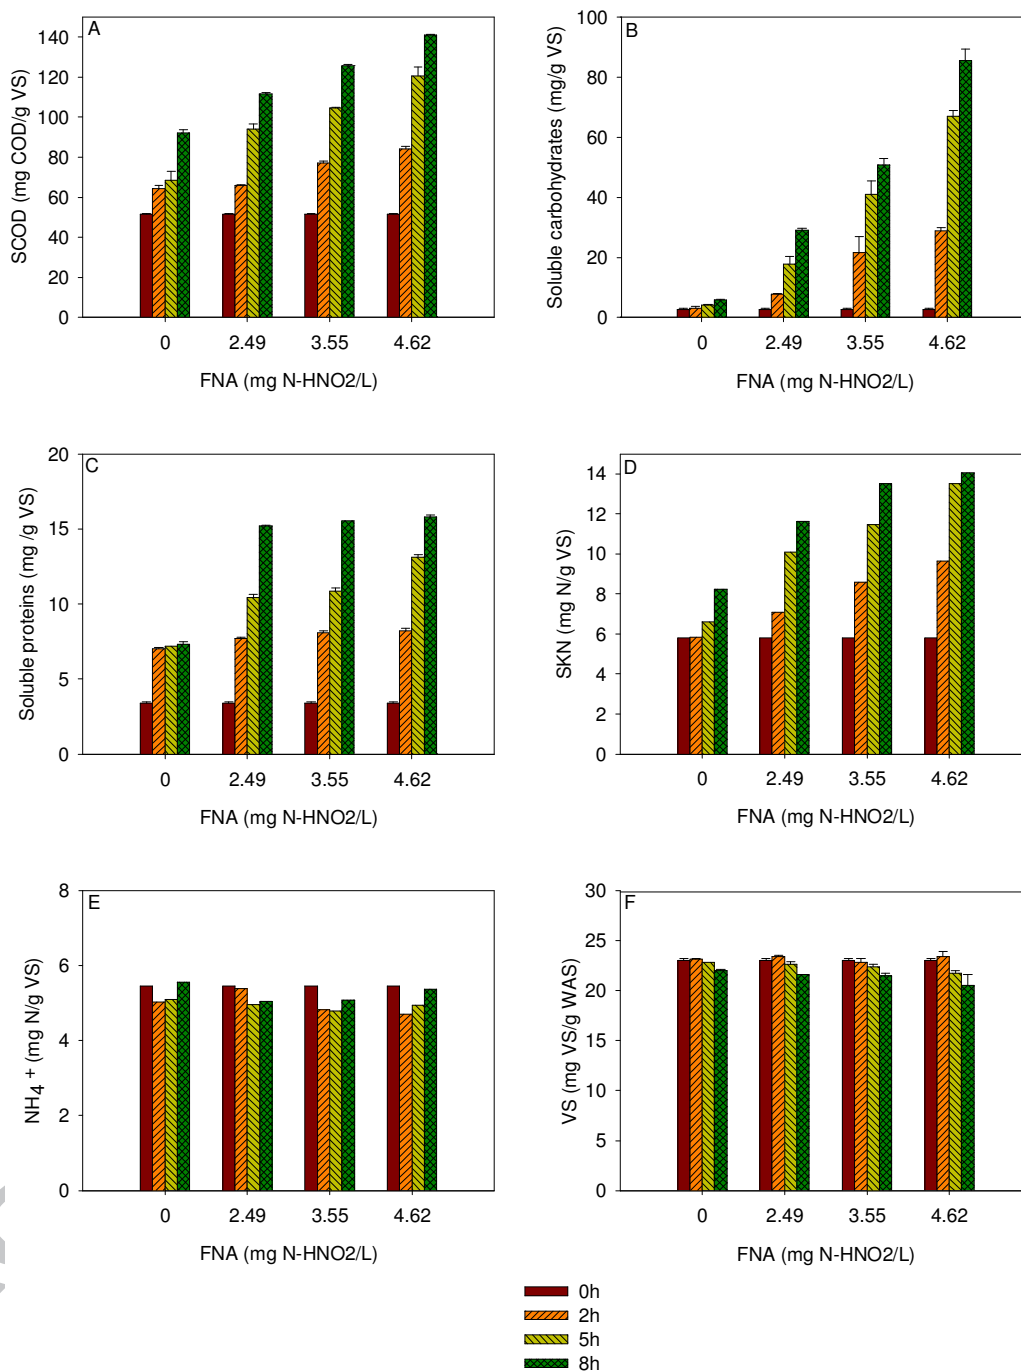 A
SCOD (mg COD/g VS)
140
120
100
80
60
40
20
0
0 2.49 3.55 4.62
FNA (mg N-HNO2/L)
B
Soluble carbohydrates (mg/g VS)
100
80
60
40
20
0
0 2.49 3.55 4.62
FNA (mg N-HNO2/L)
C
Soluble proteins (mg /g VS)
20
15
10
5
0
0 2.49 3.55 4.62
FNA (mg N-HNO2/L)
D
SKN (mg N/g VS)
14
12
10
8
6
4
2
0
0 2.49 3.55 4.62
FNA (mg N-HNO2/L)
E
NH4 + (mg N/g VS)
8
6
4
2
0
0 2.49 3.55 4.62
FNA (mg N-HNO2/L)
F
VS (mg VS/g WAS)
30
25
20
15
10
5
0
0 2.49 3.55 4.62
FNA (mg N-HNO2/L)
0h
2h
5h
8h